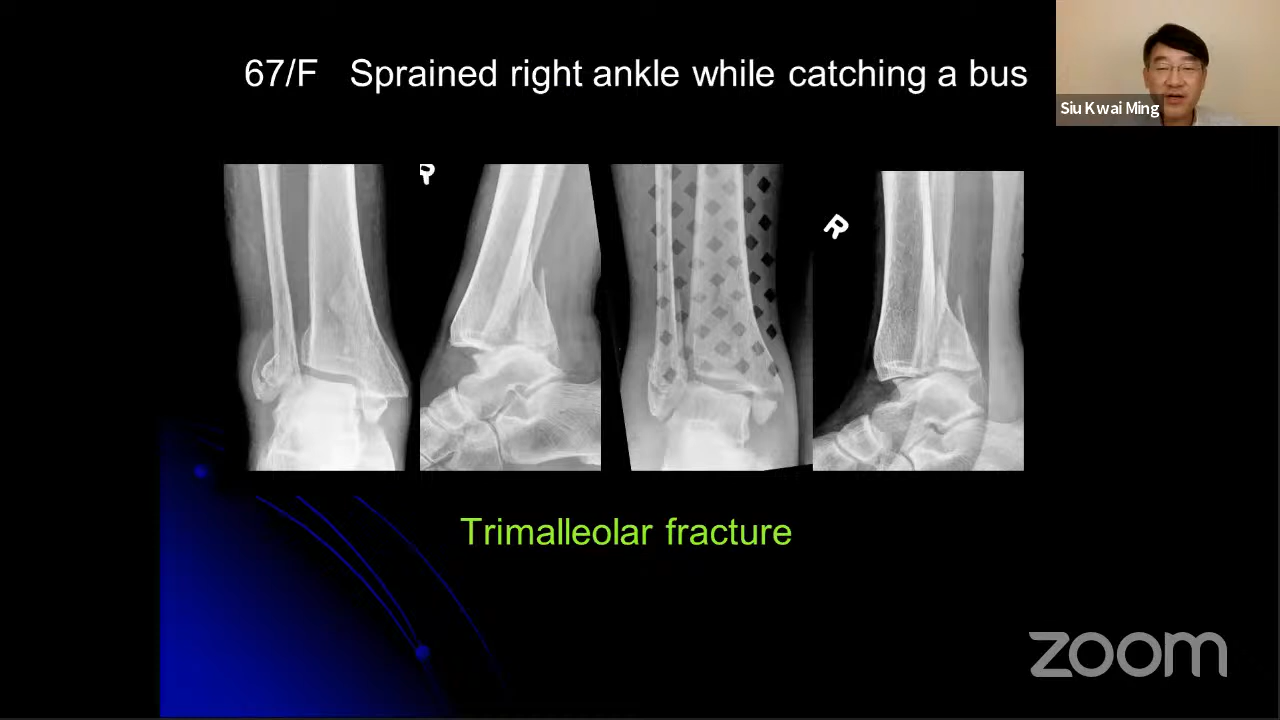 67/F Sprained right ankle while catching a bus
Siu Kwai Ming
R
R
Trimalleolar fracture
zoom